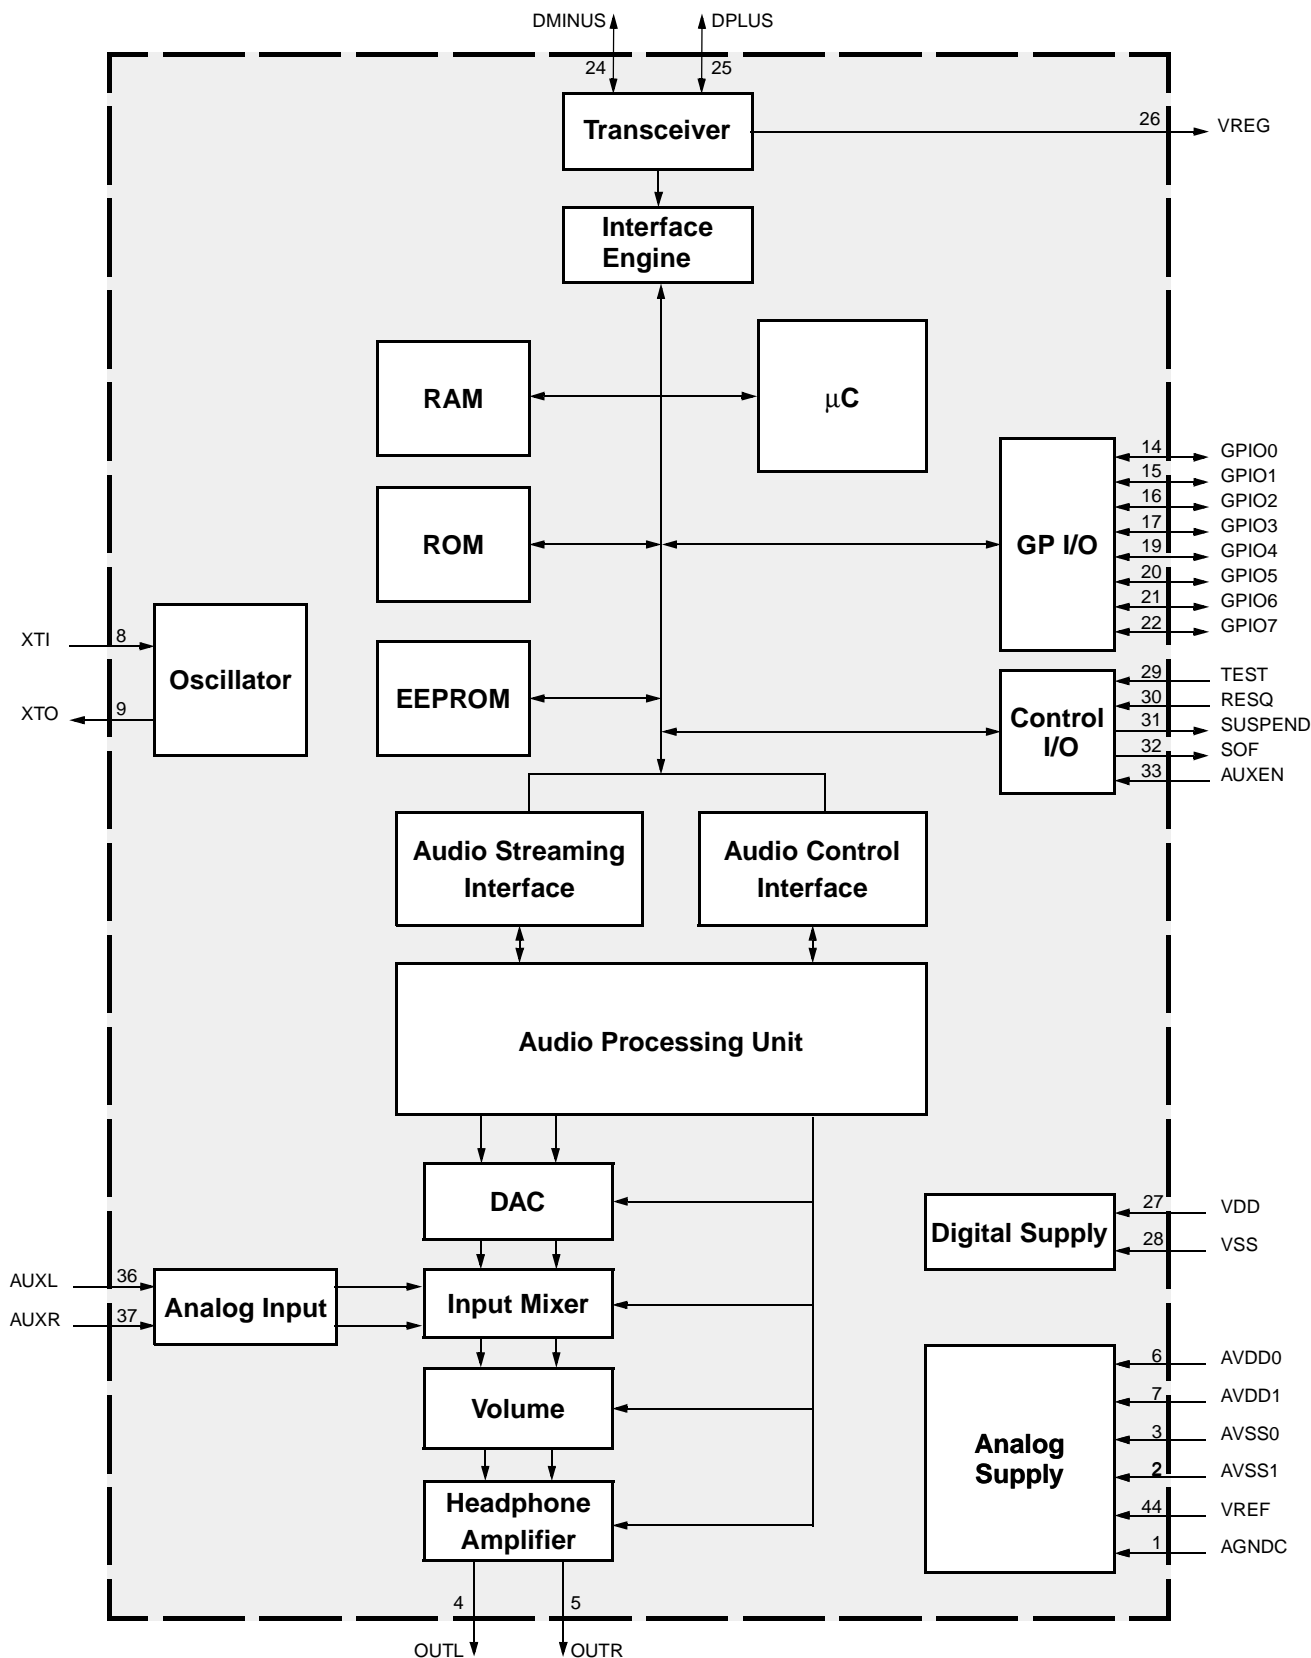 DMINUS DPLUS
24 25
Transceiver 26 VREG
Interface
Engine
RAM
μC
ROM
EEPROM
GP I/O
14 GPIO0
15 GPIO1
16 GPIO2
17 GPIO3
19 GPIO4
20 GPIO5
21 GPIO6
22 GPIO7
XTI 8
XTO 9
Oscillator
Control
I/O
29 TEST
30 RESQ
31 SUSPEND
32 SOF
33 AUXEN
Audio Streaming
Interface
Audio Control
Interface
Audio Processing Unit
DAC
Digital Supply
27 VDD
28 VSS
AUXL 36
AUXR 37
Analog Input
Input Mixer
Volume
Headphone
Amplifier
Analog
Supply
6 AVDD0
7 AVDD1
3 AVSS0
2 AVSS1
44 VREF
1 AGNDC
4 5
OUTL OUTR